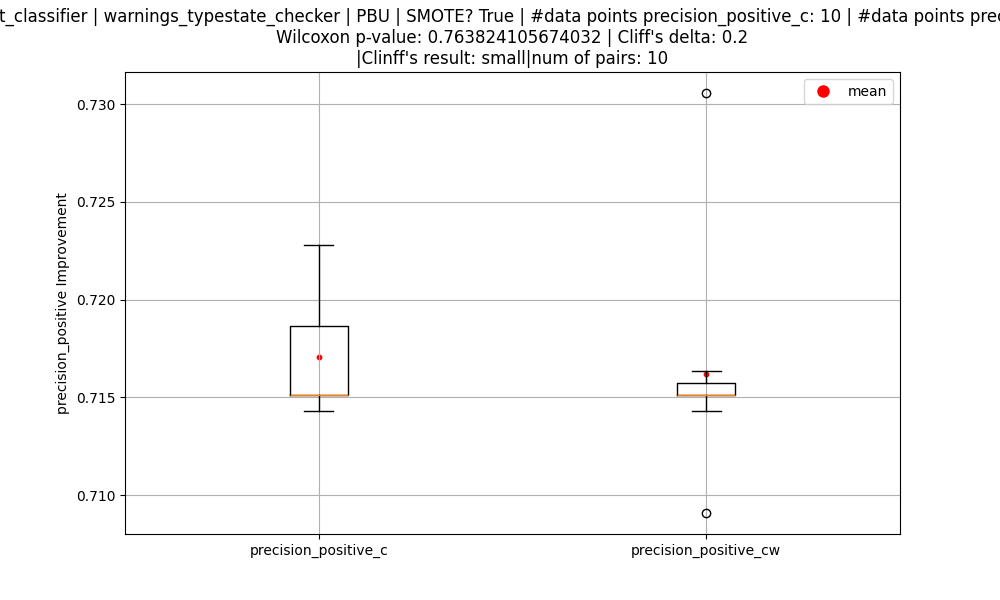 t_classifier | warnings_typestate_checker | PBU | SMOTE? True | #data points precision_c: 10 | #data points prec
Wilcoxon p-value: 0.763824105674032 | Cliff's delta: 0.2
|Clinff's result: small|num of pairs: 10
mean
0.730
0.725
0.720
0.715
0.710
precision_positive Improvement
precision_positive_c
precision_positive_cw